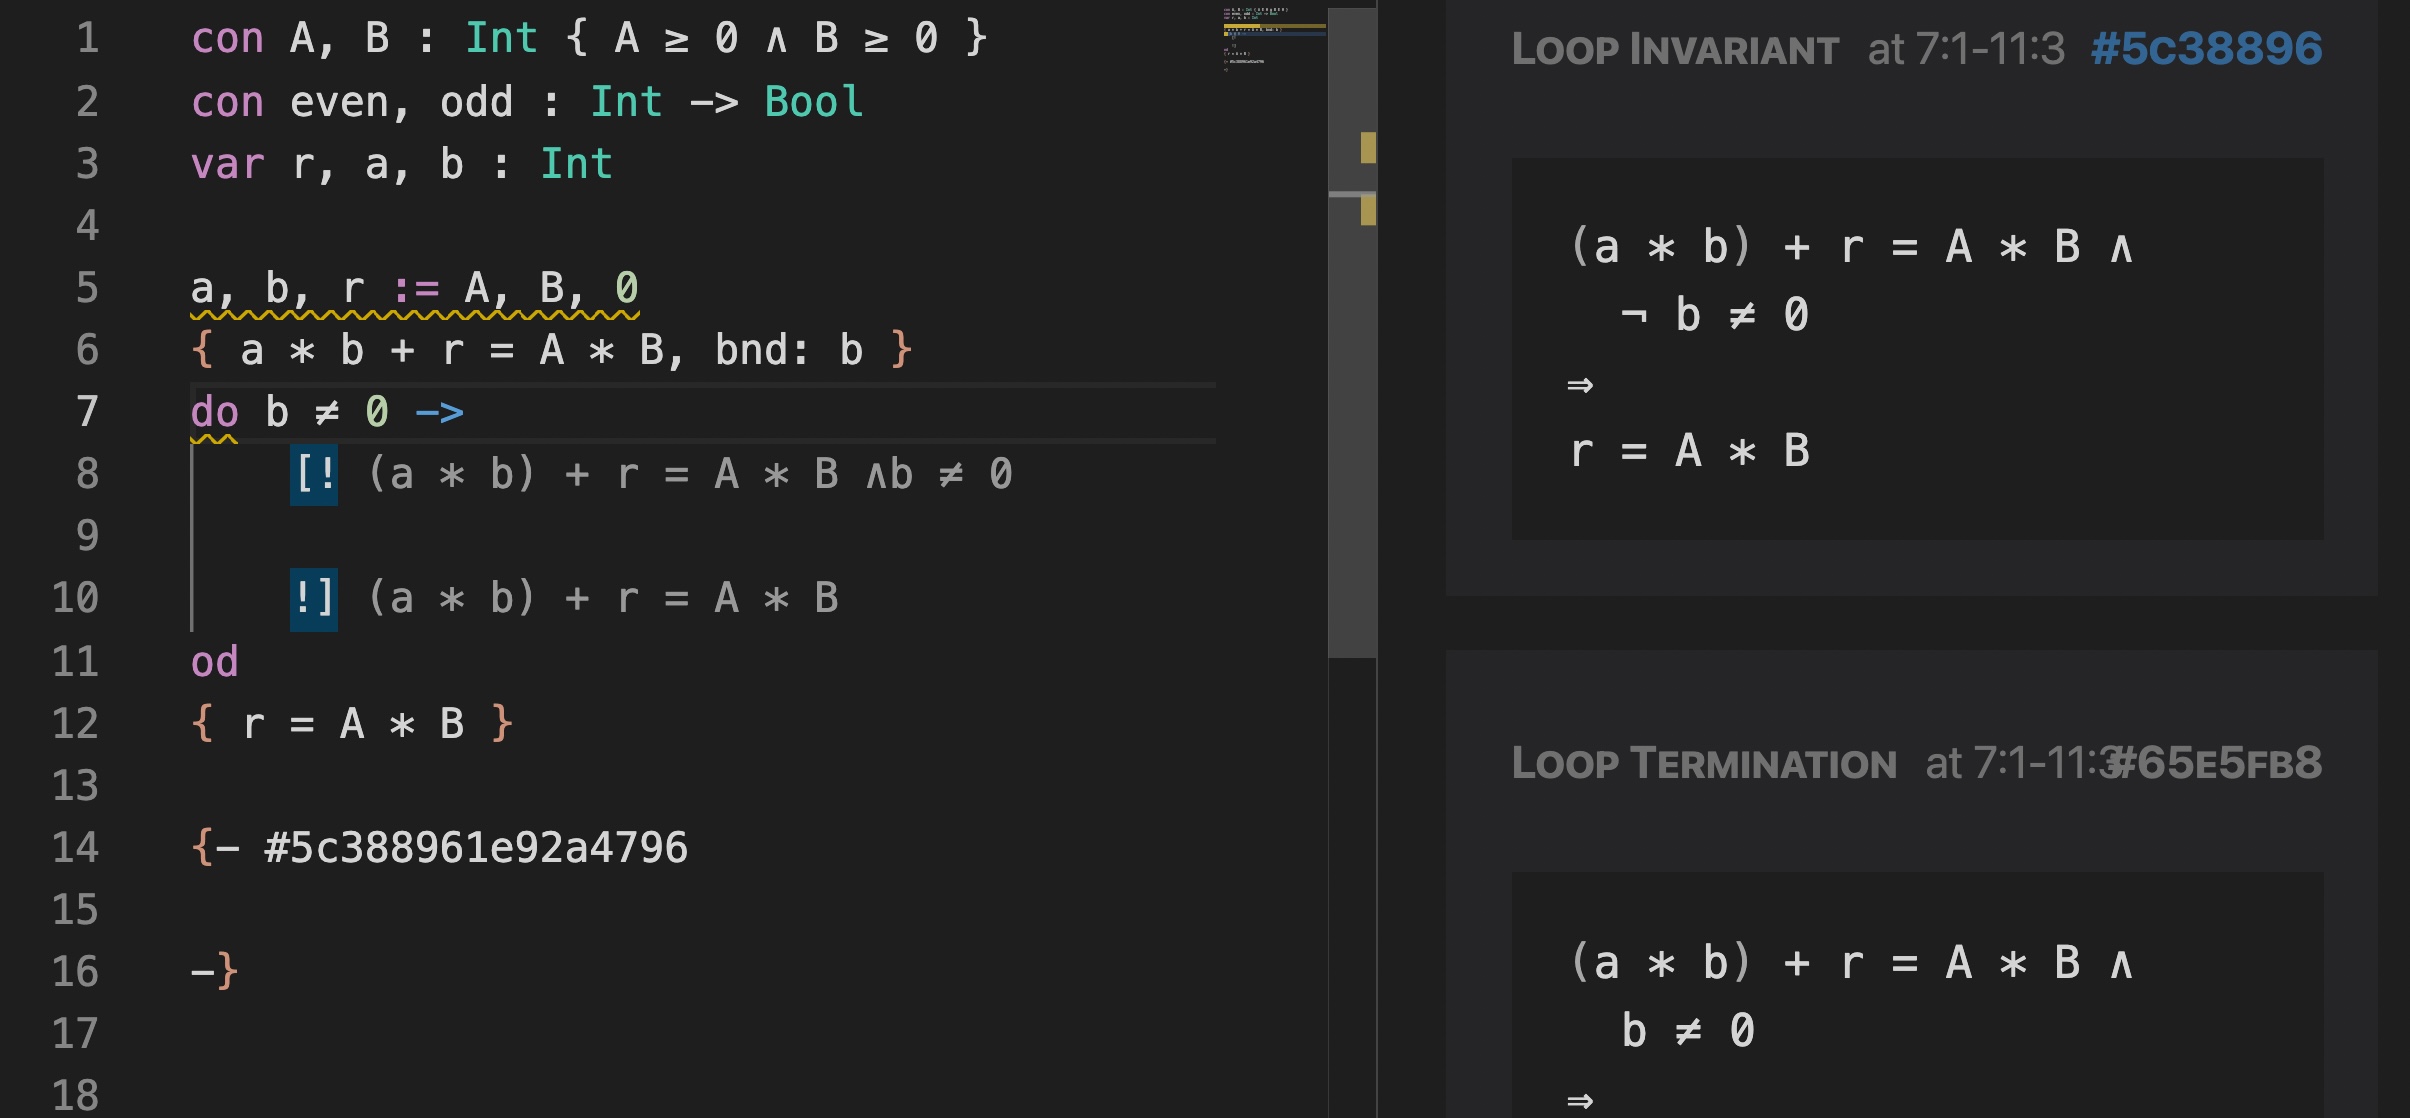 1 con A, B : Int { A ≥ 0 ∧ B ≥ 0 }
2 con even, odd : Int -> Bool
3 var r, a, b : Int
4
5 a, b, r := A, B, 0
6 { a * b + r = A * B, bnd: b }
7 do b ≠ 0 ->
8 [! (a * b) + r = A * B ∧b ≠ 0
9
10 !] (a * b) + r = A * B
11 od
12 { r = A * B }
13
14 {- #5c388961e92a4796
15
16 -}
17
18
LOOP INVARIANT at 7:1-11:3 #5C38896
(a * b) + r = A * B ∧
¬ b ≠ 0
⇒
r = A * B
LOOP TERMINATION at 7:1-11:3 #65E5FB8
(a * b) + r = A * B ∧
b ≠ 0
⇒